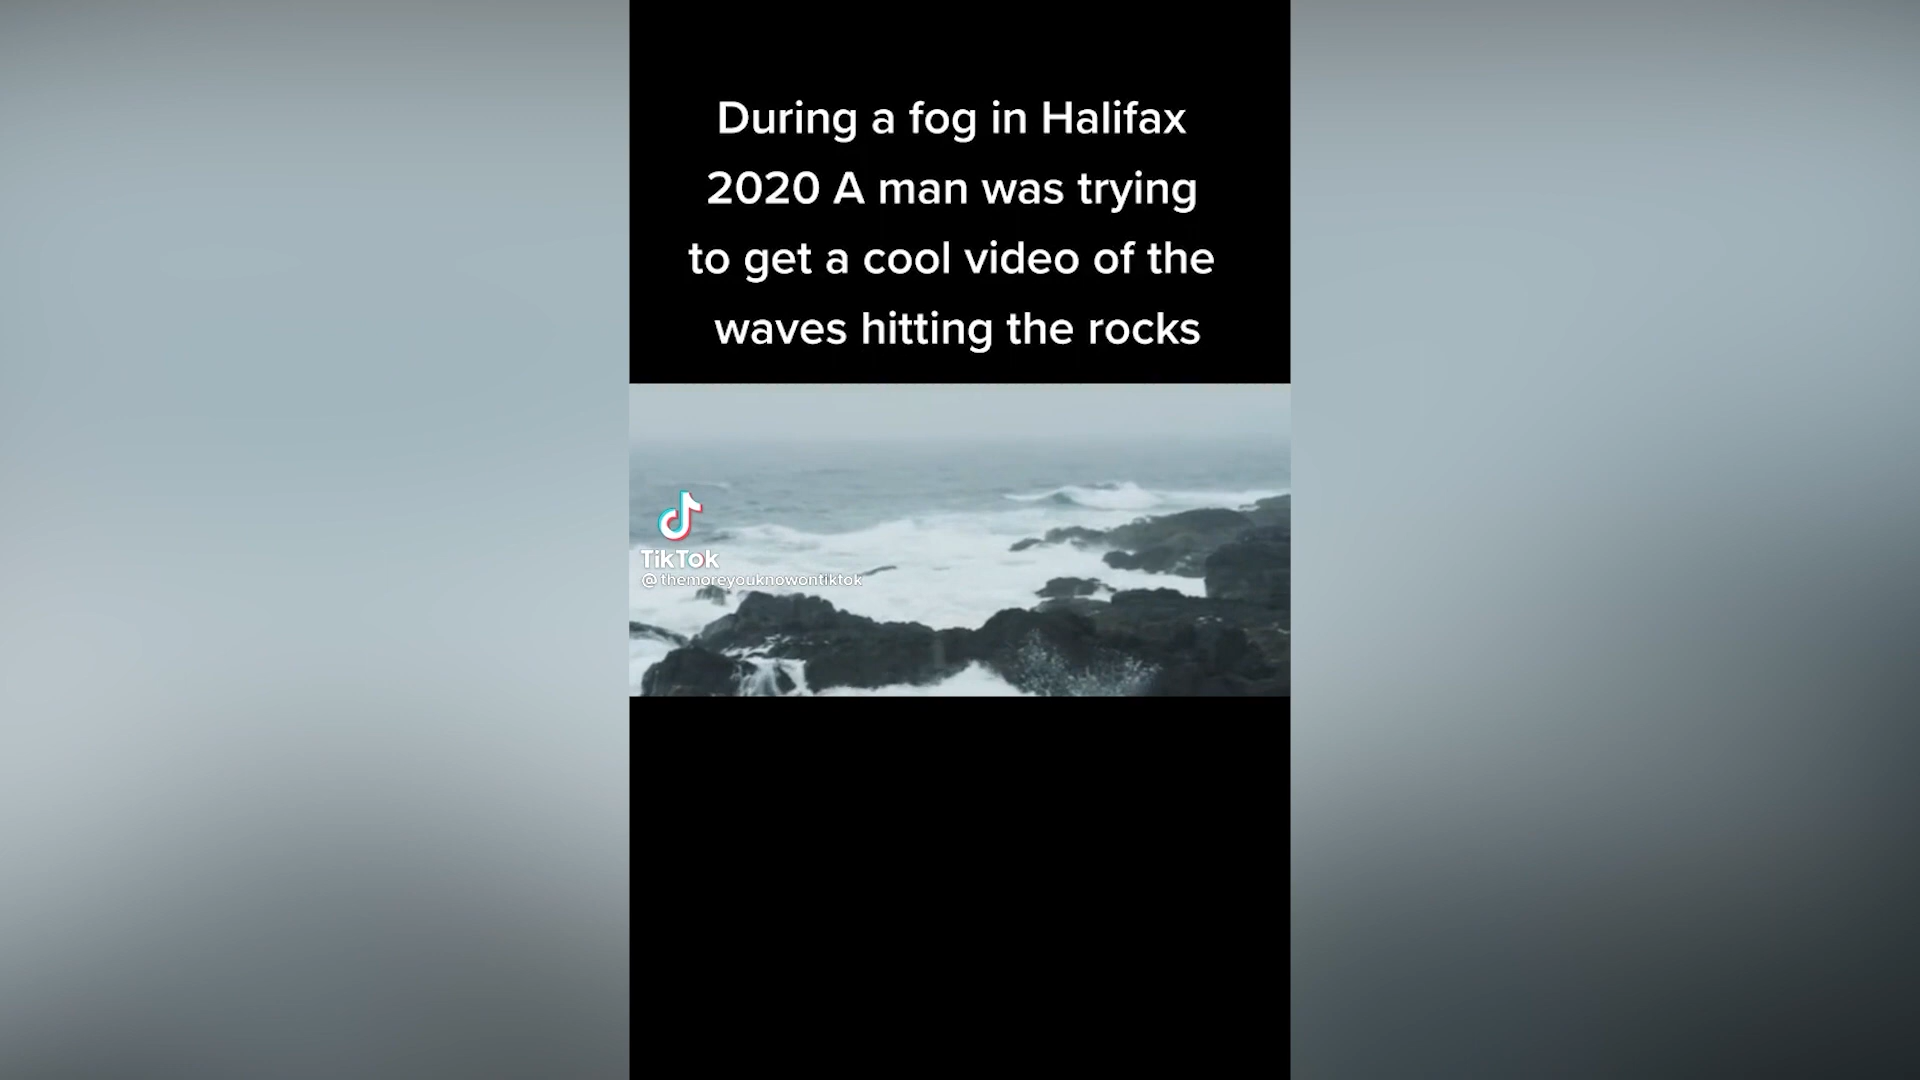 During a fog in Halifax
2020 A man was trying
to get a cool video of the
waves hitting the rocks
TikTok
@themoreyouknowontiktok